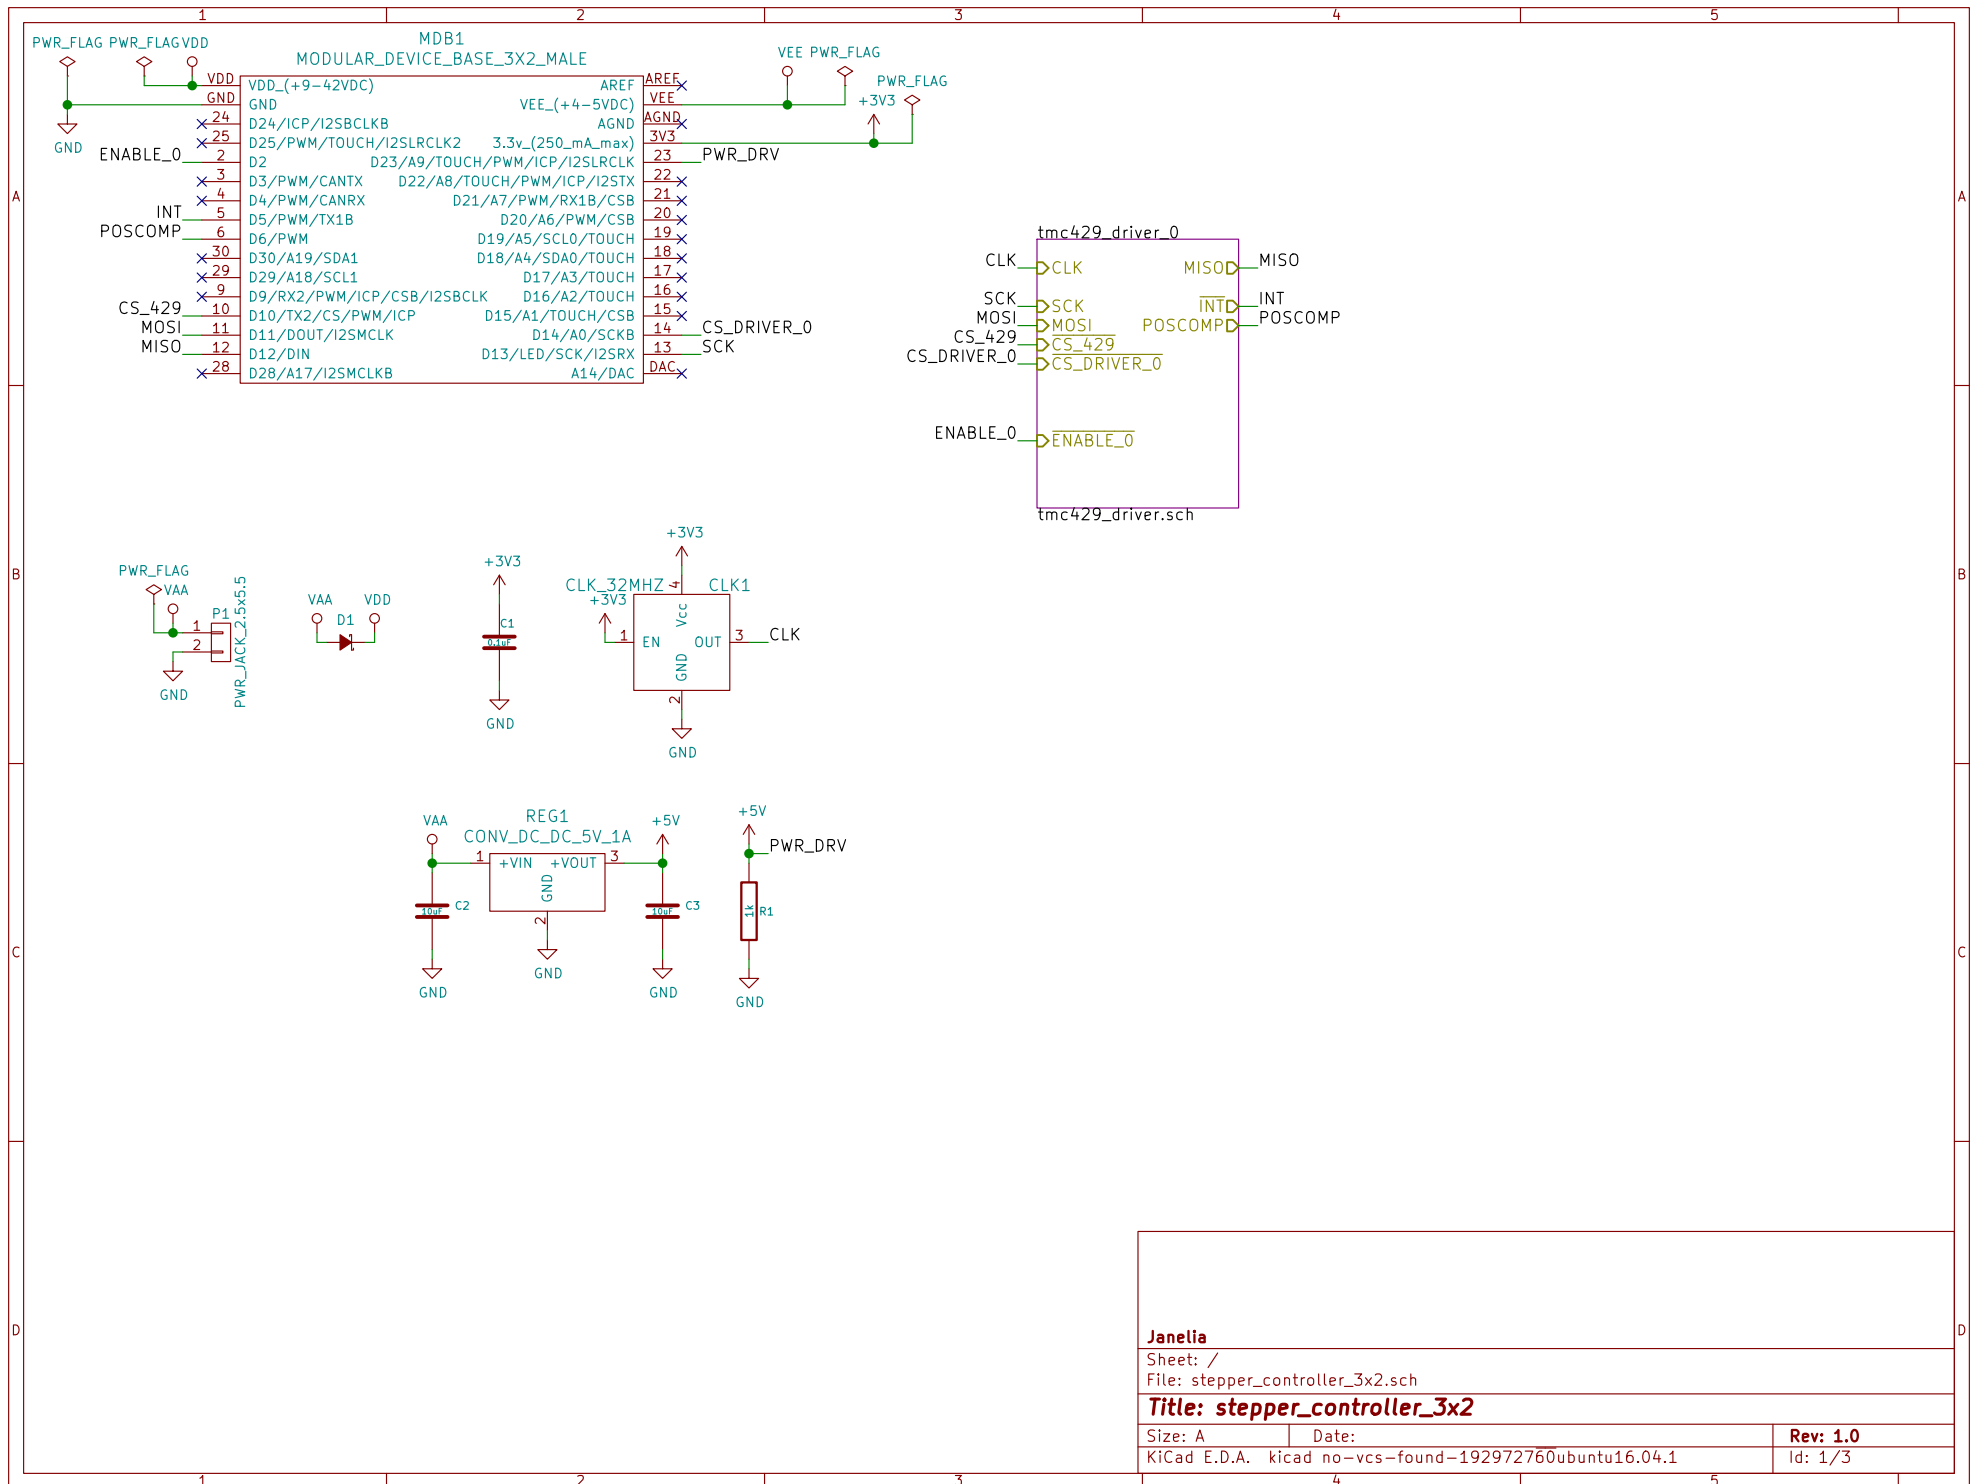 1 2 3 4 5
A A
B B
C C
D D
1 2 3 4 5
PWR_FLAG PWR_FLAG VDD
GND
MDB1
MODULAR_DEVICE_BASE_3X2_MALE
VDD VDD_(+9-42VDC) AREF AREF
GND GND VEE_(+4-5VDC) VEE
24 D24/ICP/I2SBCLKB AGND AGND
25 D25/PWM/TOUCH/I2SLRCLK2 3.3v_(250_mA_max) 3V3
ENABLE_0 2 D2 D23/A9/TOUCH/PWM/ICP/I2SLRCLK 23 PWR_DRV
3 D3/PWM/CANTX D22/A8/TOUCH/PWM/ICP/I2STX 22
4 D4/PWM/CANRX D21/A7/PWM/RX1B/CSB 21
INT 5 D5/PWM/TX1B D20/A6/PWM/CSB 20
POSCOMP 6 D6/PWM D19/A5/SCL0/TOUCH 19
30 D30/A19/SDA1 D18/A4/SDA0/TOUCH 18
29 D29/A18/SCL1 D17/A3/TOUCH 17
9 D9/RX2/PWM/ICP/CSB/I2SBCLK D16/A2/TOUCH 16
CS_429 10 D10/TX2/CS/PWM/ICP D15/A1/TOUCH/CSB 15
MOSI 11 D11/DOUT/I2SMCLK D14/A0/SCKB 14 CS_DRIVER_0
MISO 12 D12/DIN D13/LED/SCK/I2SRX 13 SCK
28 D28/A17/I2SMCLKB A14/DAC DAC
VEE PWR_FLAG
PWR_FLAG
+3V3
tmc429_driver_0
CLK CLK MISO MISO
SCK SCK INT INT
MOSI MOSI POSCOMP POSCOMP
CS_429 CS_429
CS_DRIVER_0 CS_DRIVER_0
ENABLE_0 ENABLE_0
tmc429_driver.sch
PWR_FLAG
VAA
P1
1
2
PWR_JACK_2.5x5.5
GND
VAA D1 VDD
+3V3
C1
0.1uF
GND
+3V3
CLK_32MHZ 4 CLK1
+3V3
Vcc
1 EN OUT 3 CLK
GND
2
GND
VAA
REG1
CONV_DC_DC_5V_1A
+5V
1 +VIN +VOUT 3
GND
2
GND
10uF C2
GND
10uF C3
GND
+5V
PWR_DRV
1k R1
GND
Janelia
Sheet: /
File: stepper_controller_3x2.sch
Title: stepper_controller_3x2
Size: A Date: Rev: 1.0
KiCad E.D.A. kicad no-vcs-found-192972760ubuntu16.04.1 Id: 1/3